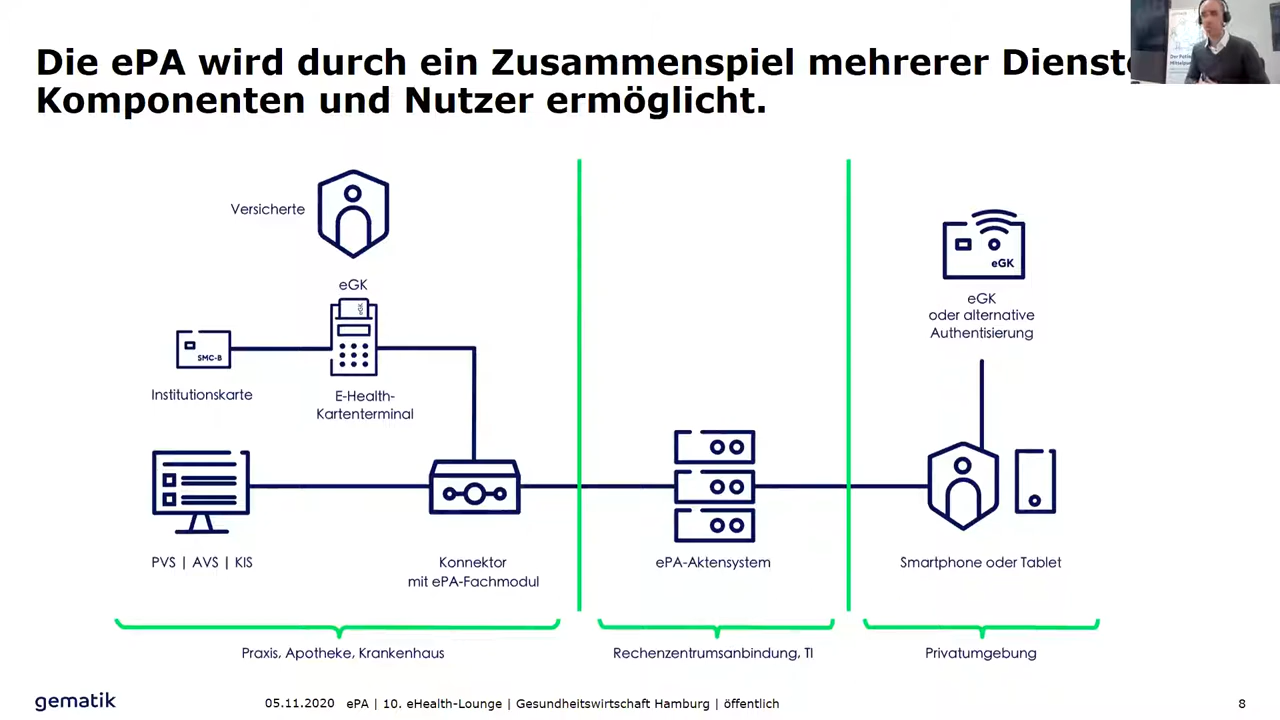 Die ePA wird durch ein Zusammenspiel mehrerer Dienste
Komponenten und Nutzer ermöglicht.
Versicherte
eGK
eGK
SMC-B
Institutionskarte
E-Health-
Kartenterminal
eGK
eGK
oder alternative
Authentisierung
PVS | AVS | KIS
Konnektor
mit ePA-Fachmodul
ePA-Aktensystem
Smartphone oder Tablet
Praxis, Apotheke, Krankenhaus
Rechenzentrumsanbindung, TI
Privatumgebung
gematik
05.11.2020 ePA | 10. eHealth-Lounge | Gesundheitswirtschaft Hamburg | öffentlich
8